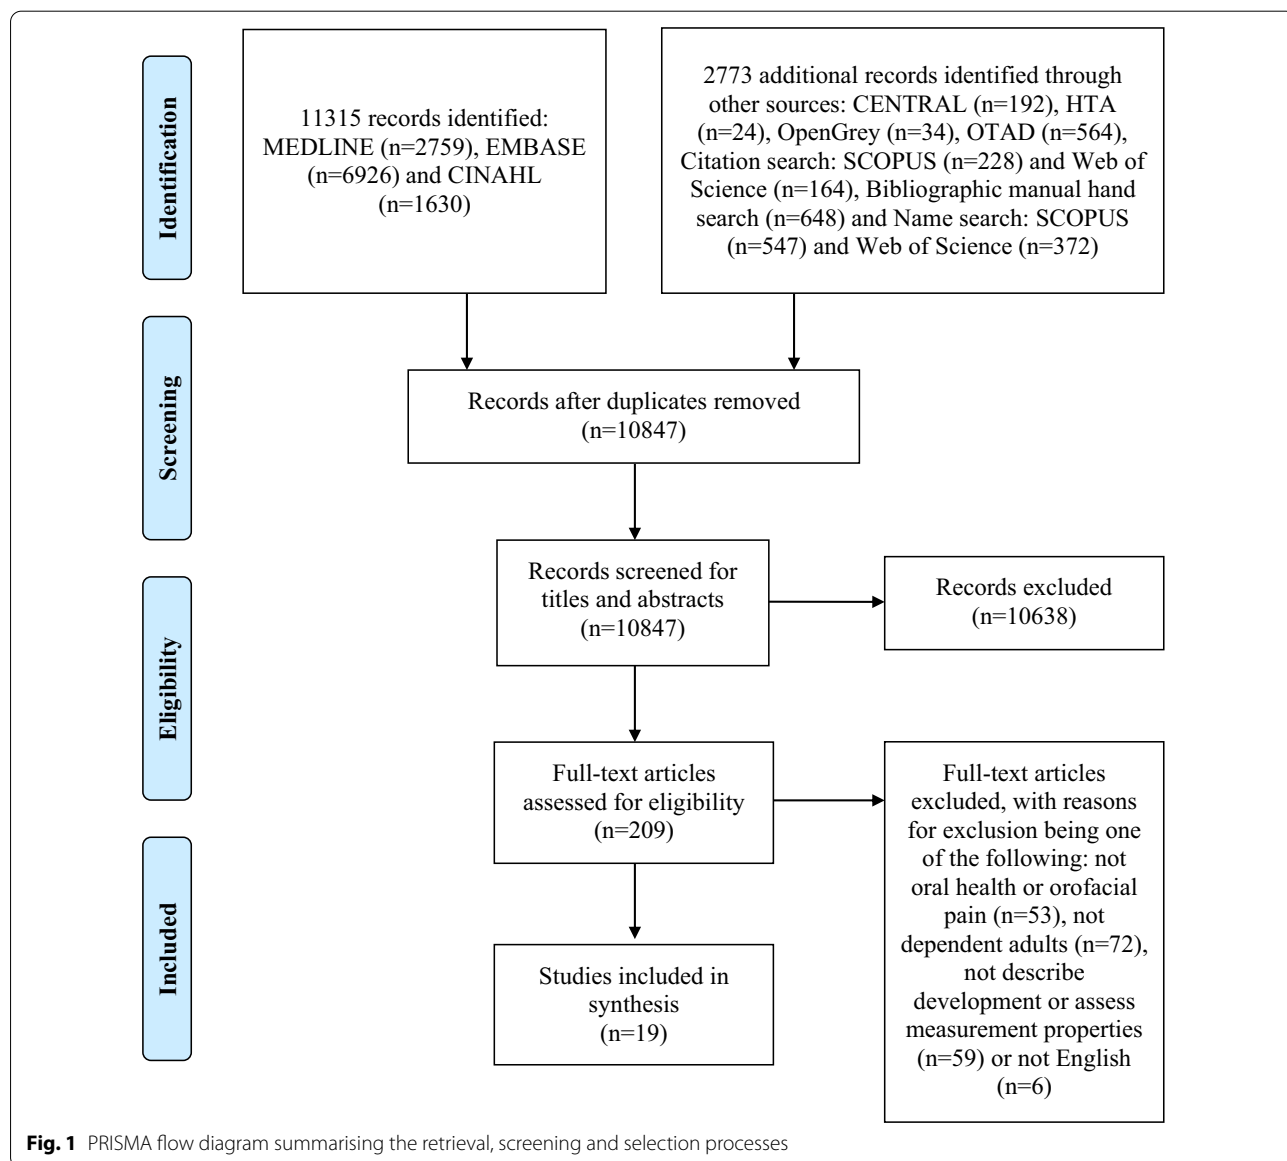 Identification
11315 records identified:
MEDLINE (n=2759), EMBASE
(n=6926) and CINAHL
(n=1630)
2773 additional records identified through
other sources: CENTRAL (n=192), HTA
(n=24), OpenGrey (n=34), OTAD (n=564),
Citation search: SCOPUS (n=228) and Web of
Science (n=164), Bibliographic manual hand
search (n=648) and Name search: SCOPUS
(n=547) and Web of Science (n=372)
Screening
Records after duplicates removed
(n=10847)
Records screened for
titles and abstracts
(n=10847)
Records excluded
(n=10638)
Eligibility
Full-text articles
assessed for eligibility
(n=209)
Full-text articles
excluded, with reasons
for exclusion being one
of the following: not
oral health or orofacial
pain (n=53), not
dependent adults (n=72),
not describe
development or assess
measurement properties
(n=59) or not English
(n=6)
Included
Studies included in
synthesis
(n=19)
Fig. 1 PRISMA flow diagram summarising the retrieval, screening and selection processes